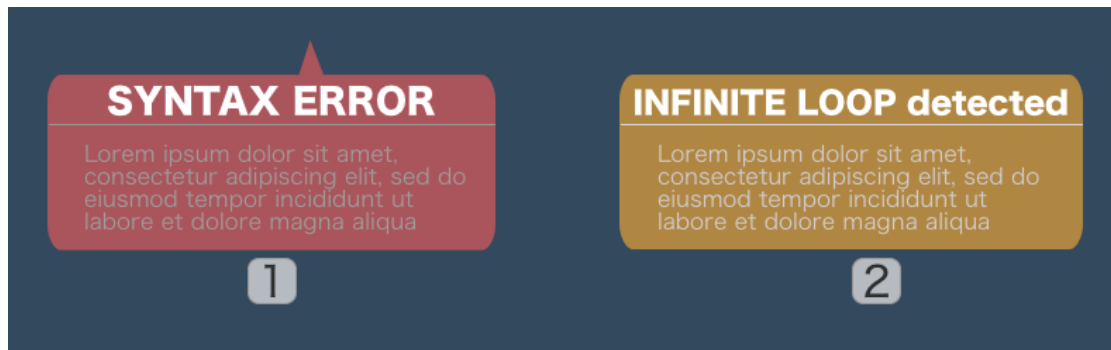 SYNTAX ERROR
Lorem ipsum dolor sit amet,
consectetur adipiscing elit, sed do
eiusmod tempor incididunt ut
labore et dolore magna aliqua
1
INFINITE LOOP detected
Lorem ipsum dolor sit amet,
consectetur adipiscing elit, sed do
eiusmod tempor incididunt ut
labore et dolore magna aliqua
2